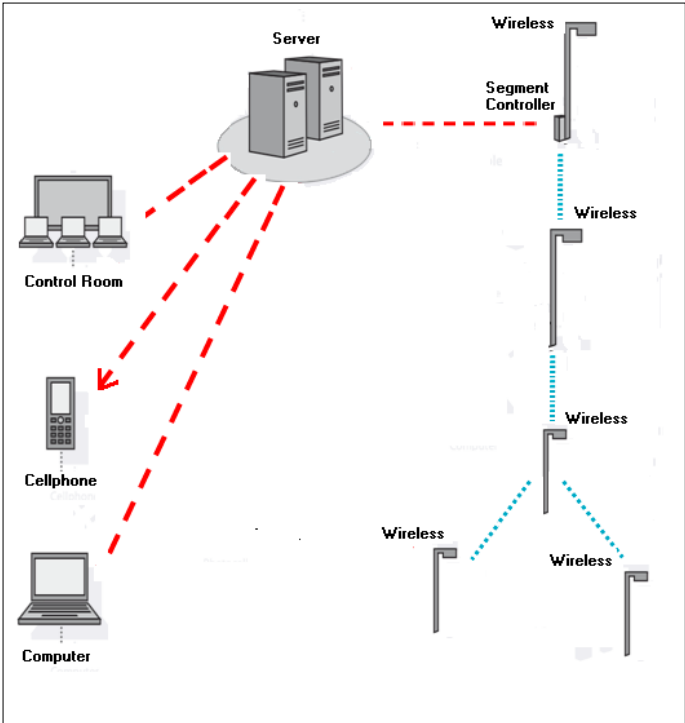 Wireless
Server
Segment
Controller
Wireless
Control Room
Wireless
Cellphone
Wireless
Wireless
Computer